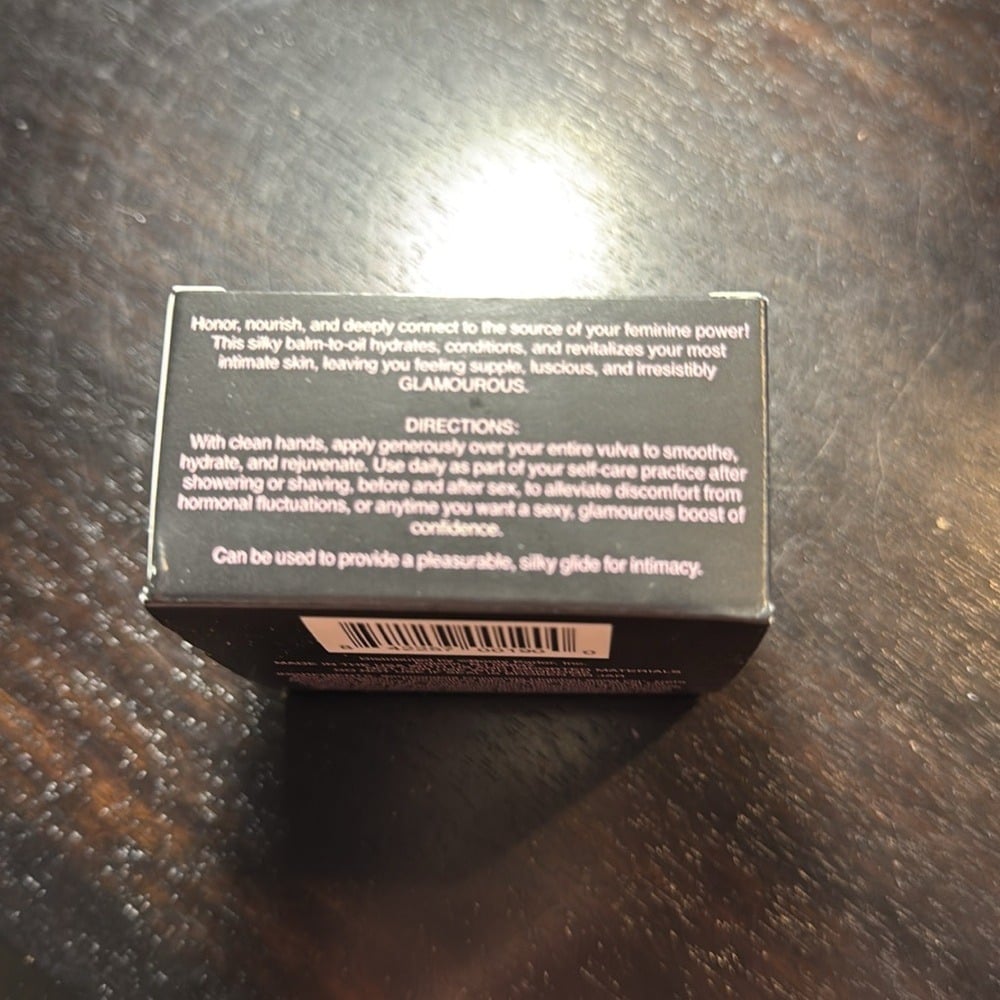 Honor, nourish, and deeply connect to the source of your feminine power!
This silky balm-to-oil hydrates, conditions, and revitalizes your most
intimate skin, leaving you feeling supple, luscious, and irresistibly
GLAMOUROUS.
DIRECTIONS:
With clean hands, apply generously over your entire vulva to smoothe,
hydrate, and rejuvenate. Use daily as part of your self-care practice after
showering or shaving, before and after sex, to alleviate discomfort from
hormonal fluctuations, or anytime you want a sexy, glamourous boost of
confidence.
Can be used to provide a pleasurable, silky glide for intimacy.
MADE IN